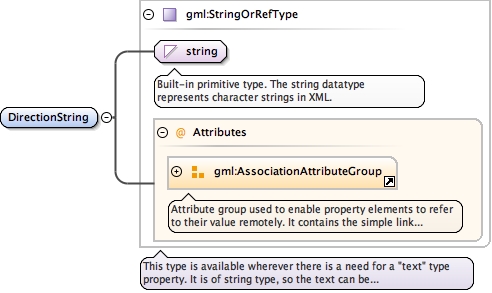 gml:StringOrRefType
string
Built-in primitive type. The string datatype
represents character strings in XML.
DirectionString
@ Attributes
gml:AssociationAttributeGroup
Attribute group used to enable property elements to refer
to their value remotely. It contains the simple link...
This type is available wherever there is a need for a "text" type
property. It is of string type, so the text can be...